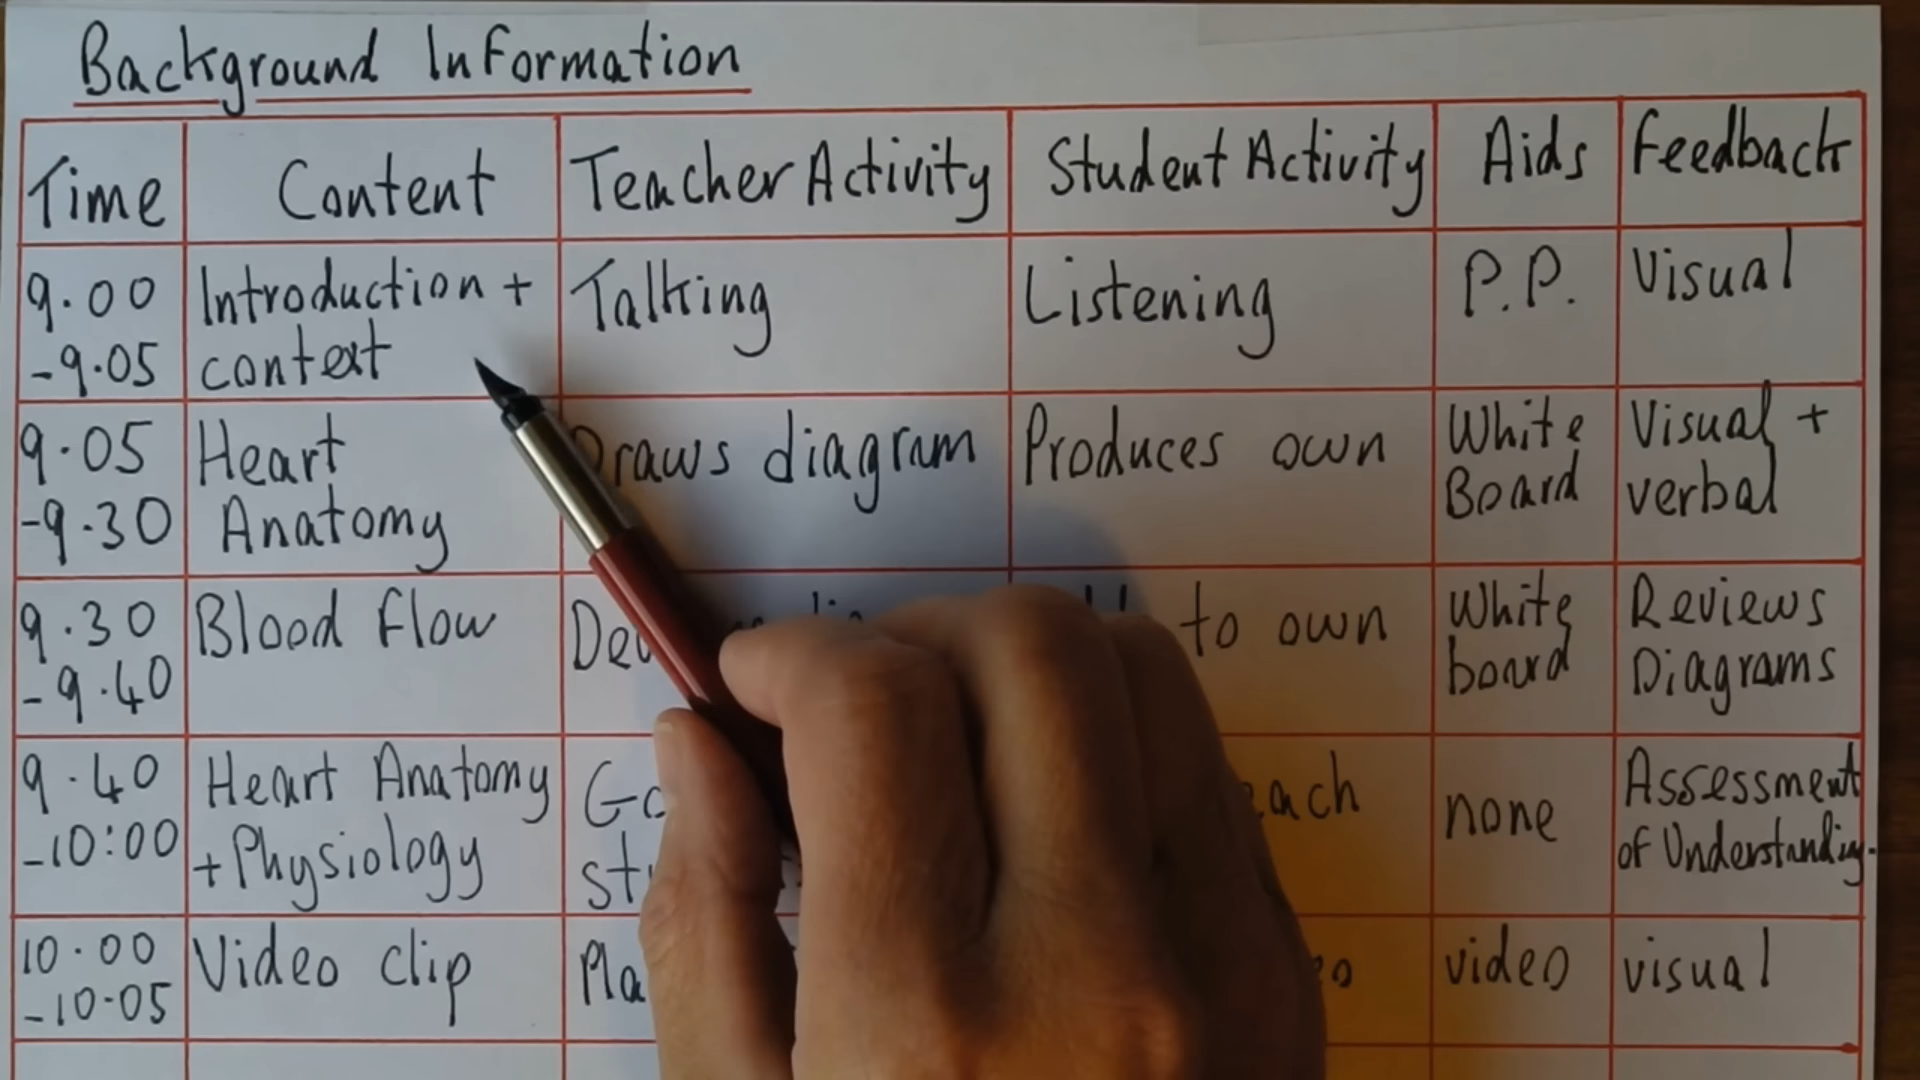 Background Information
Time Content Teacher Activity Student Activity Aids Feedback
9.00 Introduction + Talking Listening P.P. Visual
-9.05 context
9.05 Heart Draws diagram Produces own White Visual +
-9.30 Anatomy Board verbal
9.30 Blood flow to own White Reviews
-9.40 board Diagrams
9.40 Heart Anatomy none Assessment
-10:00 + Physiology of Understanding.
10.00 Video clip video visual
-10.05